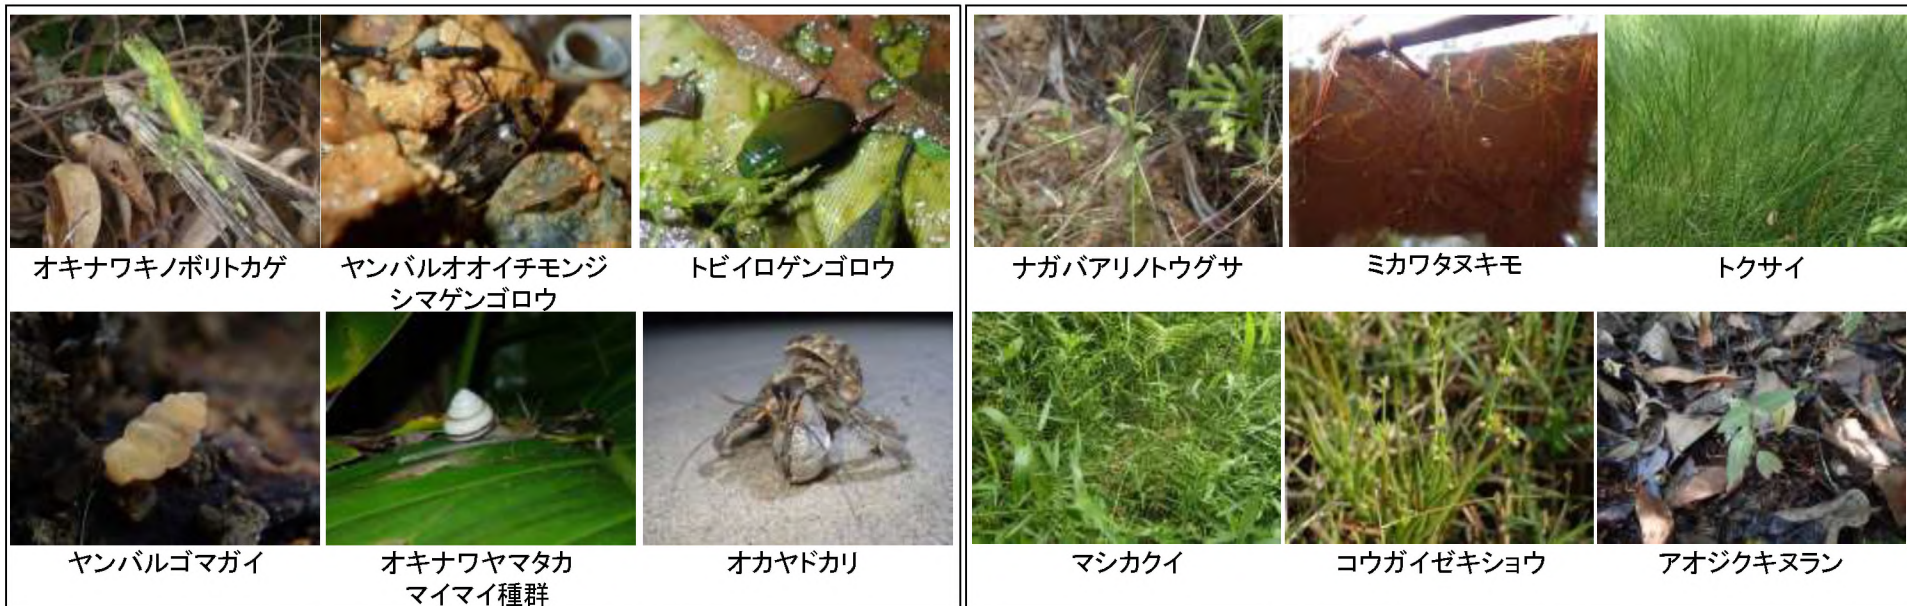 オキナワキノボリトカゲ
ヤンバルオオイチモンジ
シマゲンゴロウ
トビイロゲンゴロウ
ヤンバルゴマガイ
オキナワヤマタカ
マイマイ種群
オカヤドカリ
ナガバアリノトウグサ
ミカワタヌキモ
トクサイ
マシカクイ
コウガイゼキショウ
アオジクキヌラン